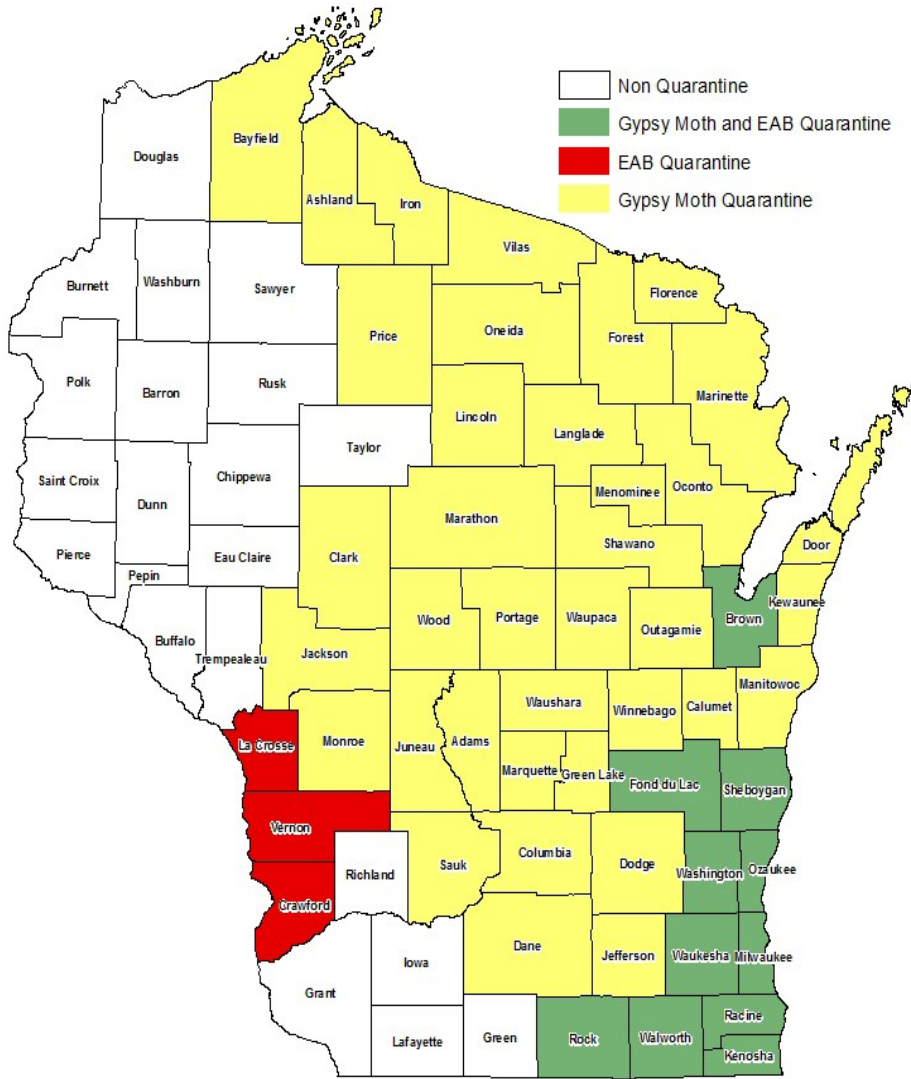 Non Quarantine
Gypsy Moth and EAB Quarantine
EAB Quarantine
Gypsy Moth Quarantine
Douglas
Bayfield
Ashland
Iron
Vilas
Burnett
Washburn
Sawyer
Florence
Price
Oneida
Forest
Polk
Barron
Rusk
Marinette
Lincoln
Langlade
Taylor
Saint Croix
Chippewa
Dunn
Menominee
Oconto
Marathon
Shawano
Pierce
Eau Claire
Clark
Door
Pepin
Kewaunee
Buffalo
Wood
Portage
Waupaca
Brown
Outagamie
Trempealeau
Jackson
Manitowoc
Waushara
Winnebago
Calumet
La Crosse
Monroe
Juneau
Adams
Marquette
Green Lake
Fond du Lac
Sheboygan
Vernon
Columbia
Dodge
Richland
Sauk
Washington
Ozaukee
Crawford
Dane
Jefferson
Waukesha
Milwaukee
Iowa
Grant
Racine
Lafayette
Green
Rock
Walworth
Kenosha